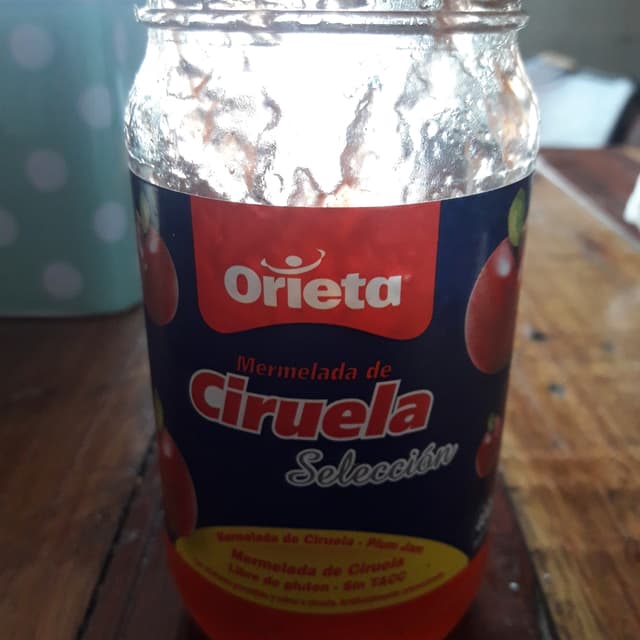 Orieta
Mermelada de
Ciruela
Selección
Mermelada de Ciruela - Plum Jam
Mermelada de Ciruela
Libre de gluten - Sin TACC